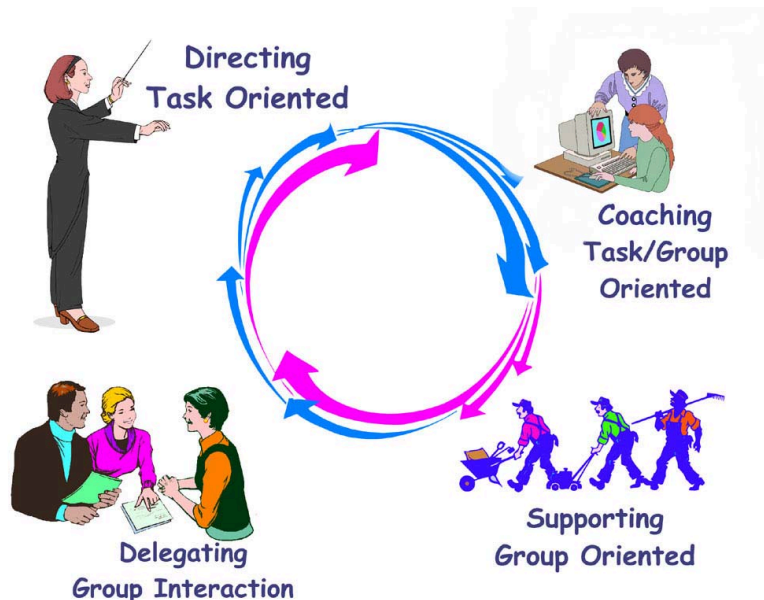 Directing
Task Oriented
Coaching
Task/Group
Oriented
Supporting
Group Oriented
Delegating
Group Interaction